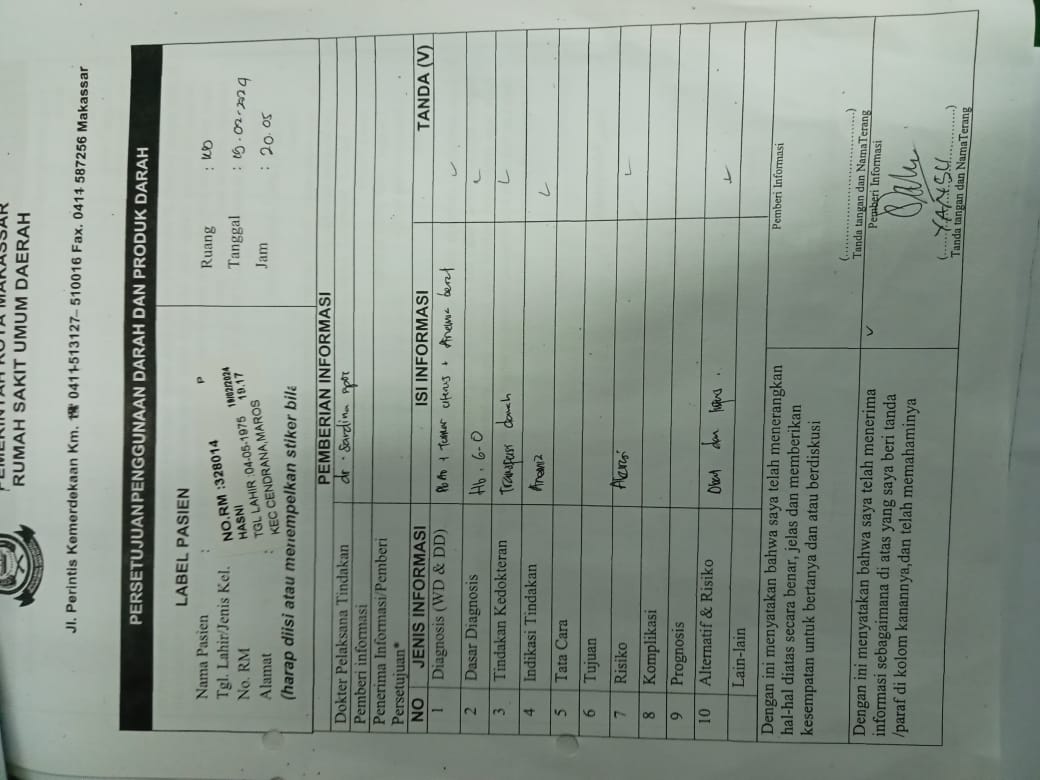 PEMERINTAH KOTA MAKASSAR
RUMAH SAKIT UMUM DAERAH
Jl. Perintis Kemerdekaan Km. 0411-513127– 510016 Fax. 0411 587256 Makassar
PERSETUJUANPENGGUNAAN DARAH DAN PRODUK DARAH
LABEL PASIEN
Nama Pasien : P
Tgl. Lahir/Jenis Kel.
No. RM
Alamat :
NO.RM :328014 19/02/2024
HASNI 19.17
TGL LAHIR :04-05-1975
KEC CENDRANA,MAROS
(harap diisi atau menempelkan stiker bila
Ruang :
Tanggal : 19.02.2024
Jam : 20.05
PEMBERIAN INFORMASI
Dokter Pelaksana Tindakan dr. Sardina
Pemberi informasi
Penerima Informasi/Pemberi
Persetujuan*
NO JENIS INFORMASI ISI INFORMASI TANDA (V)
1 Diagnosis (WD & DD) tumor uterus + Anemia berat
2 Dasar Diagnosis Hb. 6.0
3 Tindakan Kedokteran Transfusi darah
4 Indikasi Tindakan Anemia
5 Tata Cara
6 Tujuan
7 Risiko Alergi
8 Komplikasi
9 Prognosis
10 Alternatif & Risiko Obat dan
Lain-lain
Dengan ini menyatakan bahwa saya telah menerangkan
hal-hal diatas secara benar, jelas dan memberikan
kesempatan untuk bertanya dan atau berdiskusi
Pemberi Informasi
(..............................)
Tanda tangan dan NamaTerang
Dengan ini menyatakan bahwa saya telah menerima
informasi sebagaimana di atas yang saya beri tanda
/paraf di kolom kanannya,dan telah memahaminya
Pemberi Informasi
(....YANSU....)
Tanda tangan dan NamaTerang